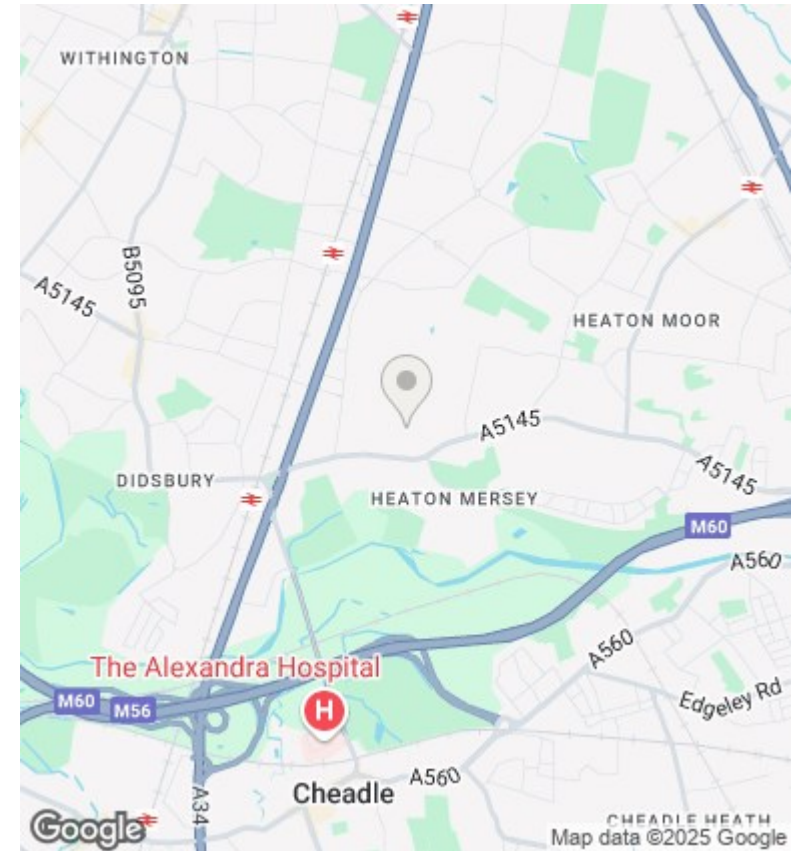 WITHINGTON
B5095
A5145
HEATON MOOR
A5145
DIDSBURY
A5145
HEATON MERSEY
M60
A560
The Alexandra Hospital
A560
M60
M56
H
Edgeley Rd
A34
Cheadle
A560
CHEADLE HEATH
Google
Map data ©2025 Google